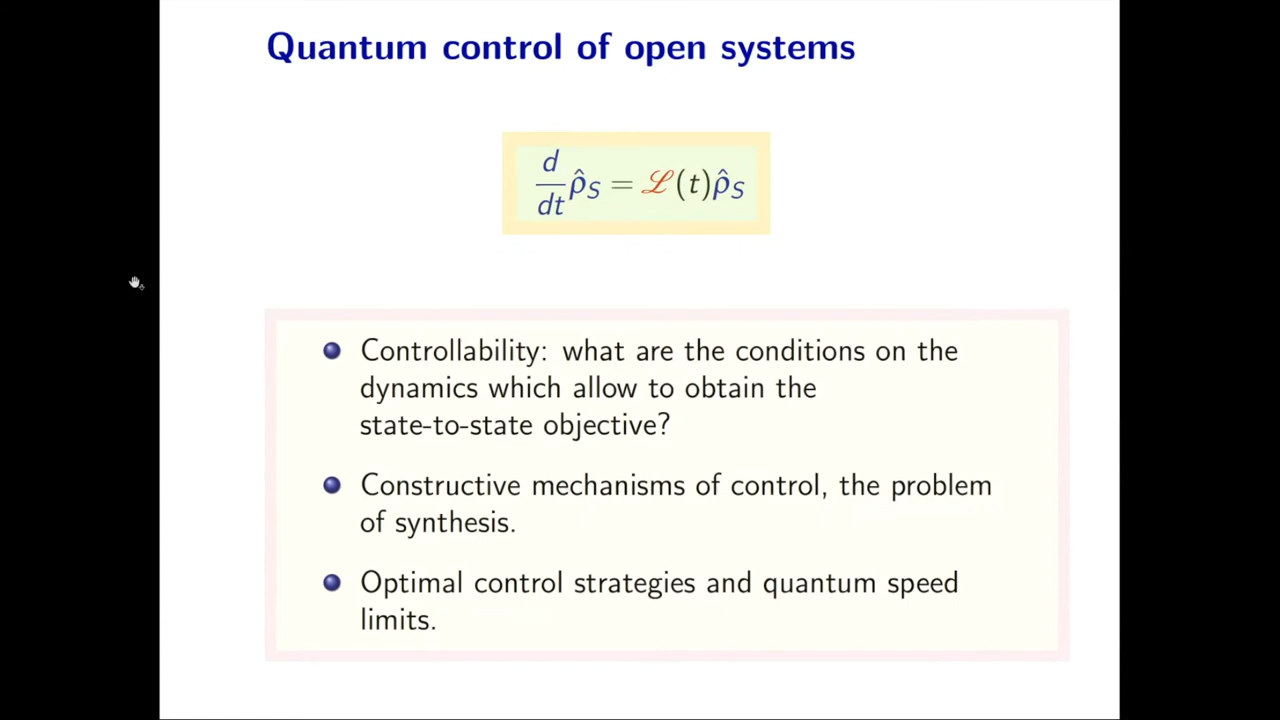 Quantum control of open systems
d/dt ρ̂_S = ℒ(t)ρ̂_S
Controllability: what are the conditions on the
dynamics which allow to obtain the
state-to-state objective?
Constructive mechanisms of control, the problem
of synthesis.
Optimal control strategies and quantum speed
limits.